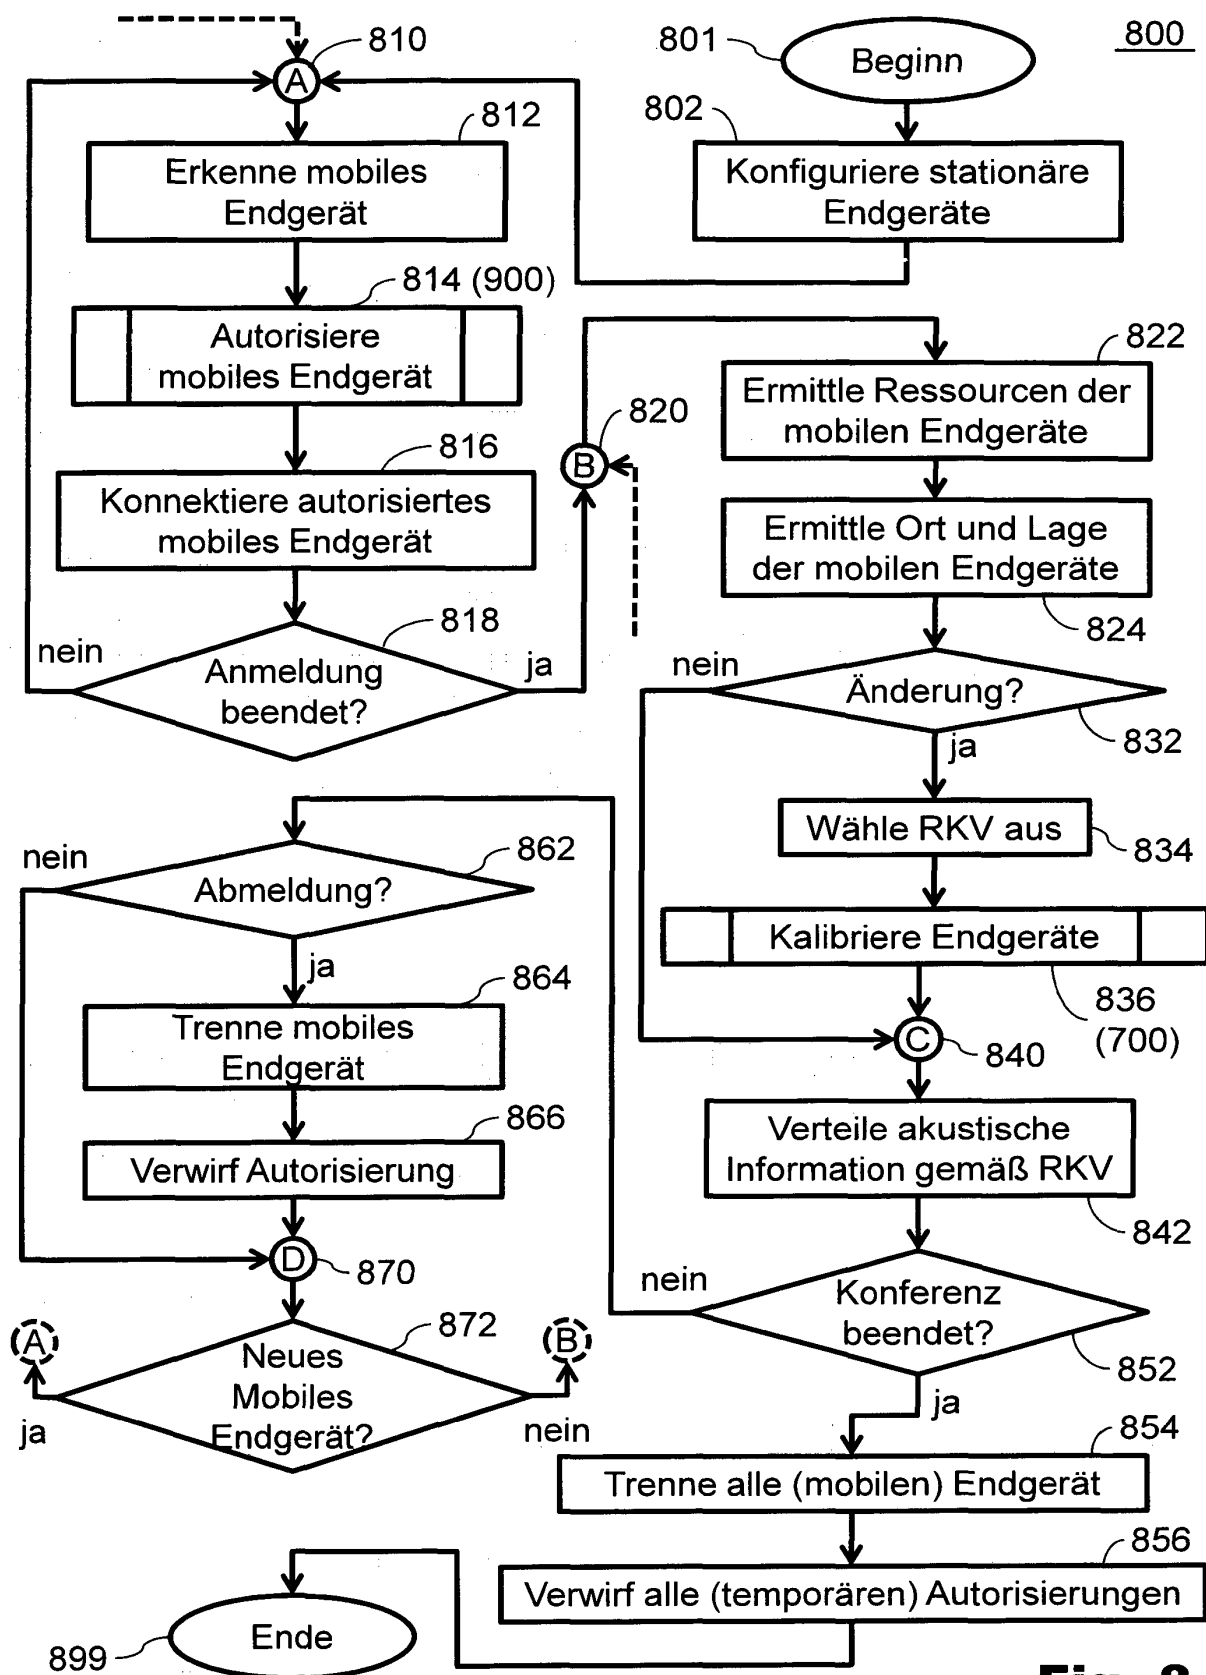 800
801
Beginn
802
Konfiguriere stationäre
Endgeräte
810
A
812
Erkenne mobiles
Endgerät
814 (900)
Autorisiere
mobiles Endgerät
816
Konnektiere autorisiertes
mobiles Endgerät
818
nein
ja
Anmeldung
beendet?
820
B
822
Ermittle Ressourcen der
mobilen Endgeräte
Ermittle Ort und Lage
der mobilen Endgeräte
824
nein
Änderung?
832
ja
Wähle RKV aus
834
Kalibriere Endgeräte
836
(700)
C
840
Verteile akustische
Information gemäß RKV
842
nein
Konferenz
beendet?
852
ja
854
Trenne alle (mobilen) Endgerät
856
Verwirf alle (temporären) Autorisierungen
nein
862
Abmeldung?
ja
864
Trenne mobiles
Endgerät
866
Verwirf Autorisierung
D
870
872
A
B
Neues
Mobiles
Endgerät?
ja
nein
Ende
899